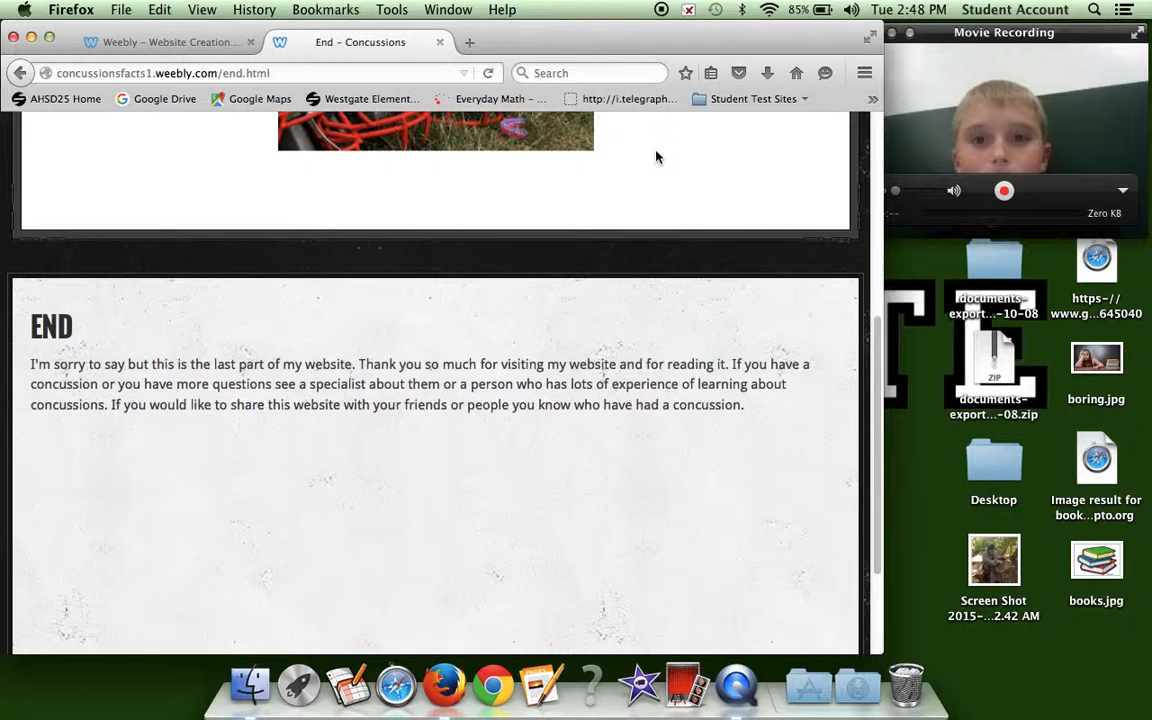 Firefox File Edit View History Bookmarks Tools Window Help 85% Tue 2:48 PM Student Account
Weebly - Website Creation... End - Concussions
Movie Recording
concussionsfacts1.weebly.com/end.html Search
AHSD25 Home Google Drive Google Maps Westgate Element... Everyday Math - ... http://i.telegraph... Student Test Sites
Zero KB
END
I'm sorry to say but this is the last part of my website. Thank you so much for visiting my website and for reading it. If you have a
concussion or you have more questions see a specialist about them or a person who has lots of experience of learning about
concussions. If you would like to share this website with your friends or people you know who have had a concussion.
documents-
export...-10-08
https-//
www.g...645040
ZIP
documents-
export...-08.zip
boring.jpg
Desktop
Image result for
book...pto.org
Screen Shot
2015-...2.42 AM
books.jpg